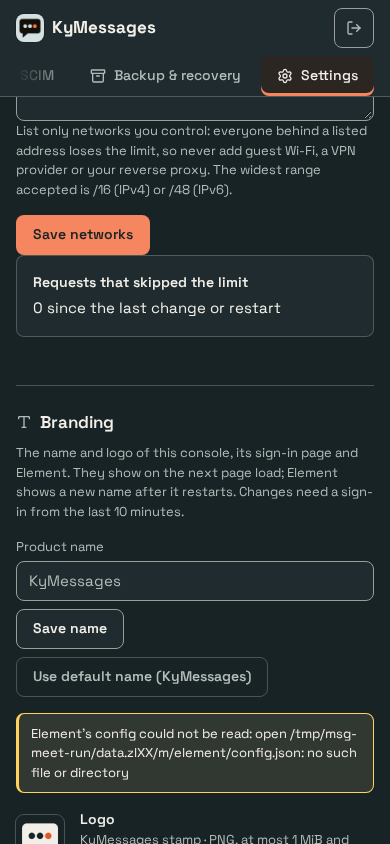 KyMessages
SCIM
Backup & recovery
Settings
List only networks you control: everyone behind a listed
address loses the limit, so never add guest Wi-Fi, a VPN
provider or your reverse proxy. The widest range
accepted is /16 (IPv4) or /48 (IPv6).
Save networks
Requests that skipped the limit
0 since the last change or restart
Branding
The name and logo of this console, its sign-in page and
Element. They show on the next page load; Element
shows a new name after it restarts. Changes need a sign-
in from the last 10 minutes.
Product name
KyMessages
Save name
Use default name (KyMessages)
Element's config could not be read: open /tmp/msg-
meet-run/data.zlXX/m/element/config.json: no such
file or directory
Logo
KyMessages stamp · PNG, at most 1 MiB and